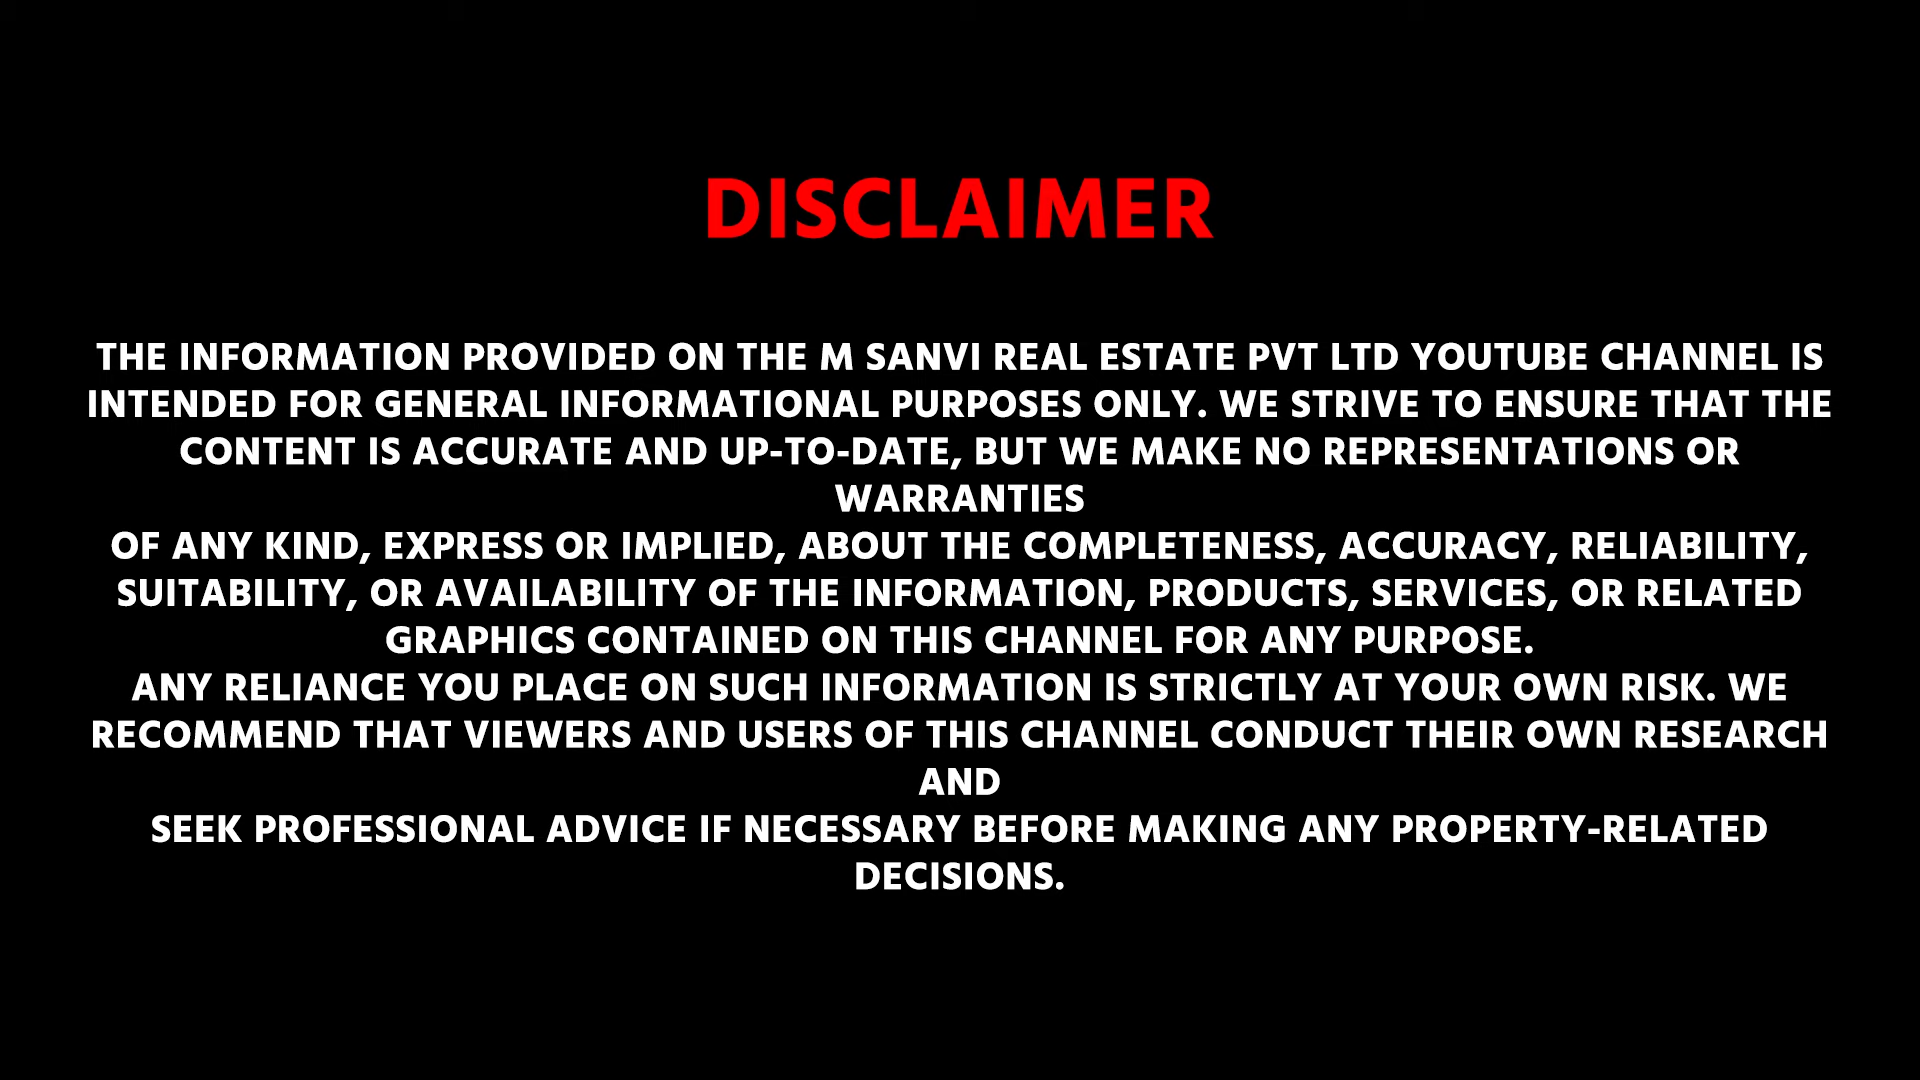 DISCLAIMER
THE INFORMATION PROVIDED ON THE M SANVI REAL ESTATE PVT LTD YOUTUBE CHANNEL IS
INTENDED FOR GENERAL INFORMATIONAL PURPOSES ONLY. WE STRIVE TO ENSURE THAT THE
CONTENT IS ACCURATE AND UP-TO-DATE, BUT WE MAKE NO REPRESENTATIONS OR
WARRANTIES
OF ANY KIND, EXPRESS OR IMPLIED, ABOUT THE COMPLETENESS, ACCURACY, RELIABILITY,
SUITABILITY, OR AVAILABILITY OF THE INFORMATION, PRODUCTS, SERVICES, OR RELATED
GRAPHICS CONTAINED ON THIS CHANNEL FOR ANY PURPOSE.
ANY RELIANCE YOU PLACE ON SUCH INFORMATION IS STRICTLY AT YOUR OWN RISK. WE
RECOMMEND THAT VIEWERS AND USERS OF THIS CHANNEL CONDUCT THEIR OWN RESEARCH
AND
SEEK PROFESSIONAL ADVICE IF NECESSARY BEFORE MAKING ANY PROPERTY-RELATED
DECISIONS.